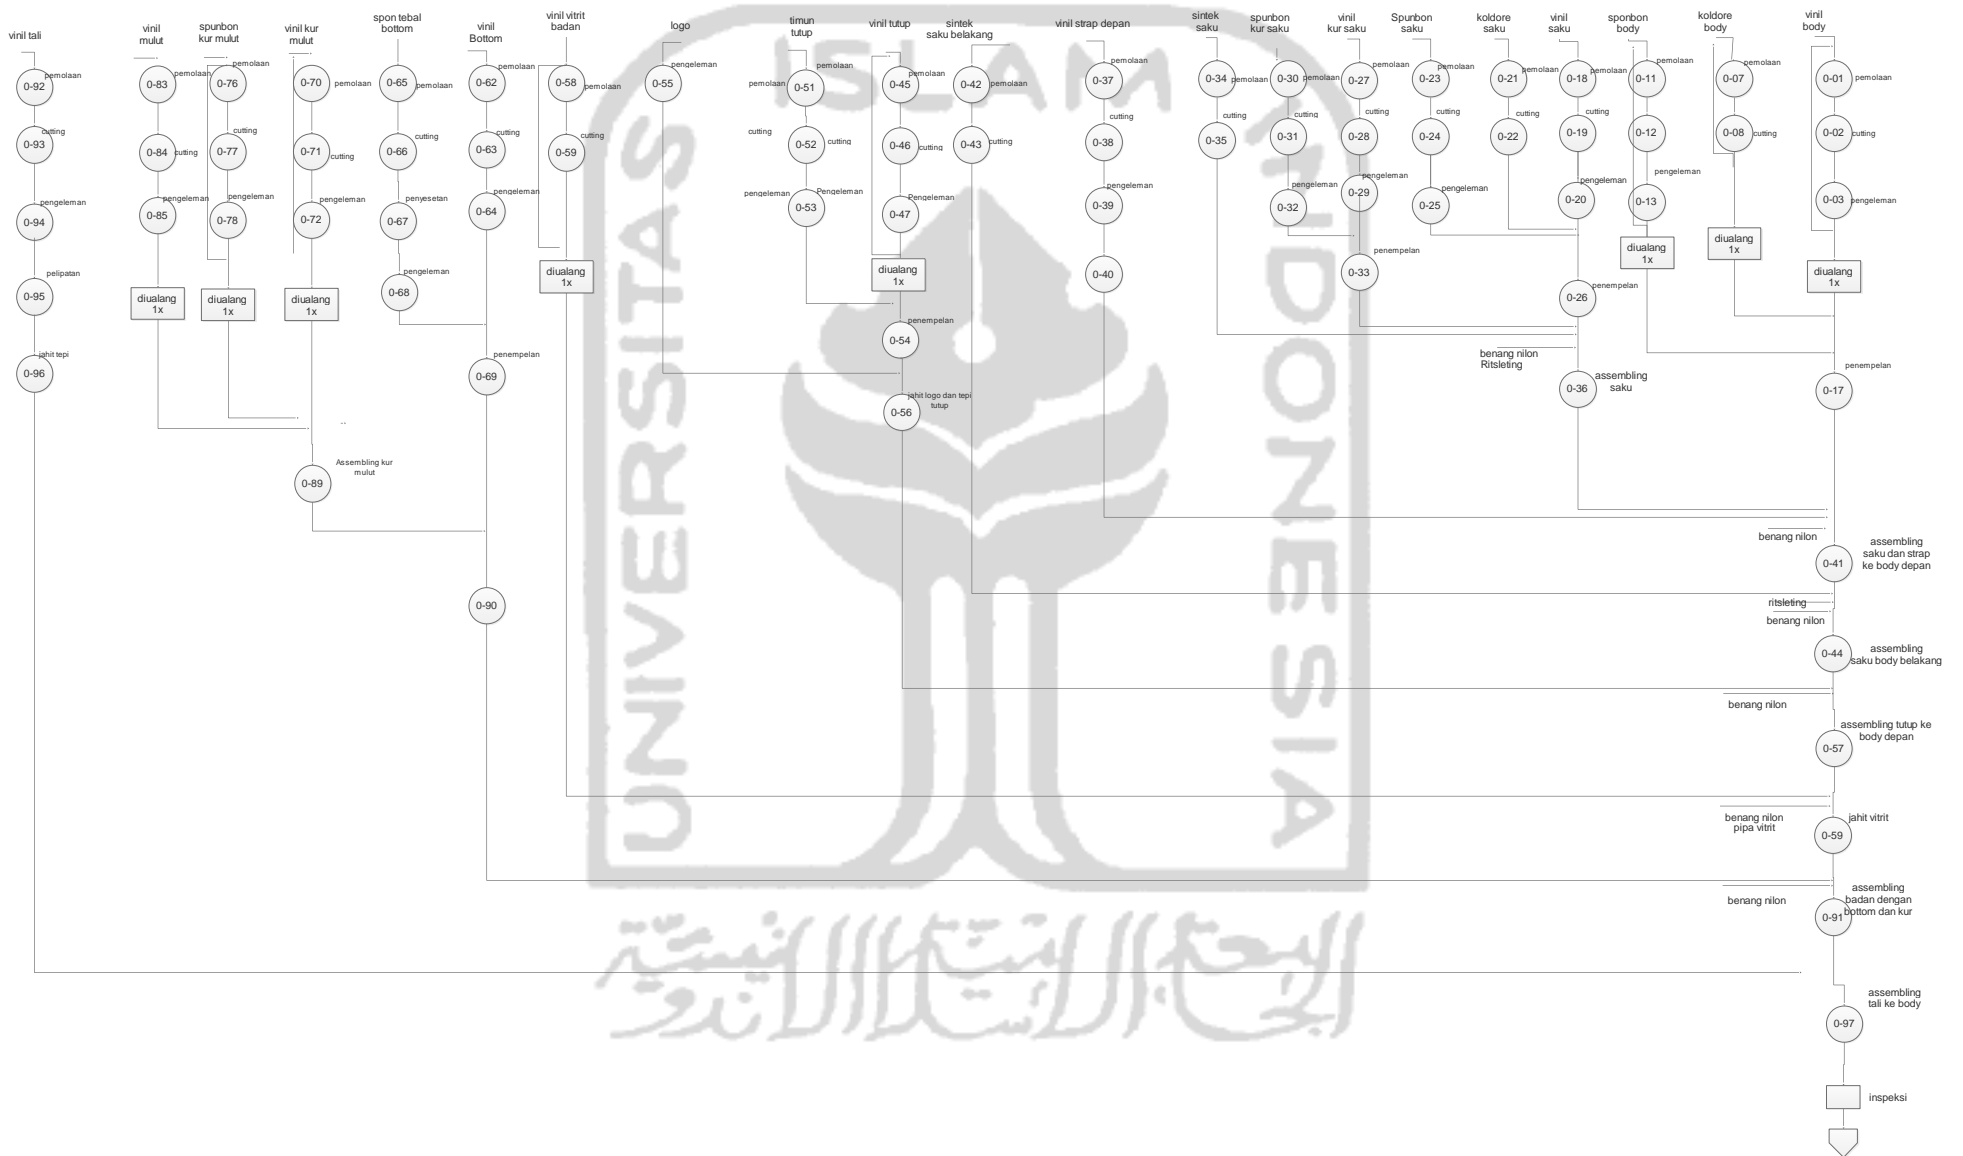 vinil tali
vinil
mulut
spunbon
kur mulut
vinil kur
mulut
spon tebal
bottom
vinil
Bottom
vinil vitrit
badan
logo
timun
tutup
vinil tutup
sintek
saku belakang
vinil strap depan
sintek
saku
spunbon
kur saku
vinil
kur saku
Spunbon
saku
koldore
saku
vinil
saku
sponbon
body
koldore
body
vinil
body
0-92
pemolaan
cutting
0-93
pengeleman
0-94
pelipatan
0-95
jahit tepi
0-96
0-83
pemolaan
0-84
cutting
pengeleman
0-85
diualang
1x
pemolaan
0-76
cutting
0-77
pengeleman
0-78
diualang
1x
0-70
pemolaan
0-71
cutting
pengeleman
0-72
diualang
1x
--
Assembling kur
mulut
0-89
0-65
pemolaan
cutting
0-66
penyesetan
0-67
pengeleman
0-68
pemolaan
0-62
cutting
0-63
pengeleman
0-64
penempelan
0-69
0-90
0-58
pemolaan
cutting
0-59
diualang
1x
pengeleman
0-55
pemolaan
pemolaan
0-51
cutting
0-52
cutting
pengeleman
Pengeleman
0-53
pemolaan
0-45
0-46
cutting
Pengeleman
0-47
diualang
1x
penempelan
0-54
jahit logo dan tepi
tutup
0-56
0-42
pemolaan
0-43
cutting
pemolaan
0-37
cutting
0-38
pengeleman
0-39
0-40
0-34
pemolaan
cutting
0-35
0-30
pemolaan
cutting
0-31
pengeleman
0-32
pemolaan
0-27
cutting
0-28
pengeleman
0-29
penempelan
0-33
pemolaan
0-23
cutting
0-24
pengeleman
0-25
pemolaan
0-21
cutting
0-22
pemolaan
0-18
cutting
0-19
pengeleman
0-20
penempelan
0-26
benang nilon
Ritsleting
assembling
saku
0-36
pemolaan
0-11
cutting
0-12
pengeleman
0-13
diualang
1x
pemolaan
0-07
0-08
cutting
diualang
1x
0-01
pemolaan
0-02
cutting
0-03
pengeleman
diualang
1x
penempelan
0-17
benang nilon
assembling
saku dan strap
ke body depan
0-41
ritsleting
benang nilon
0-44
assembling
saku body belakang
benang nilon
assembling tutup ke
body depan
0-57
benang nilon
pipa vitrit
jahit vitrit
0-59
benang nilon
assembling
badan dengan
bottom dan kur
0-91
assembling
tali ke body
0-97
inspeksi
ISLAM
UNIVERSITAS
INDONESIA